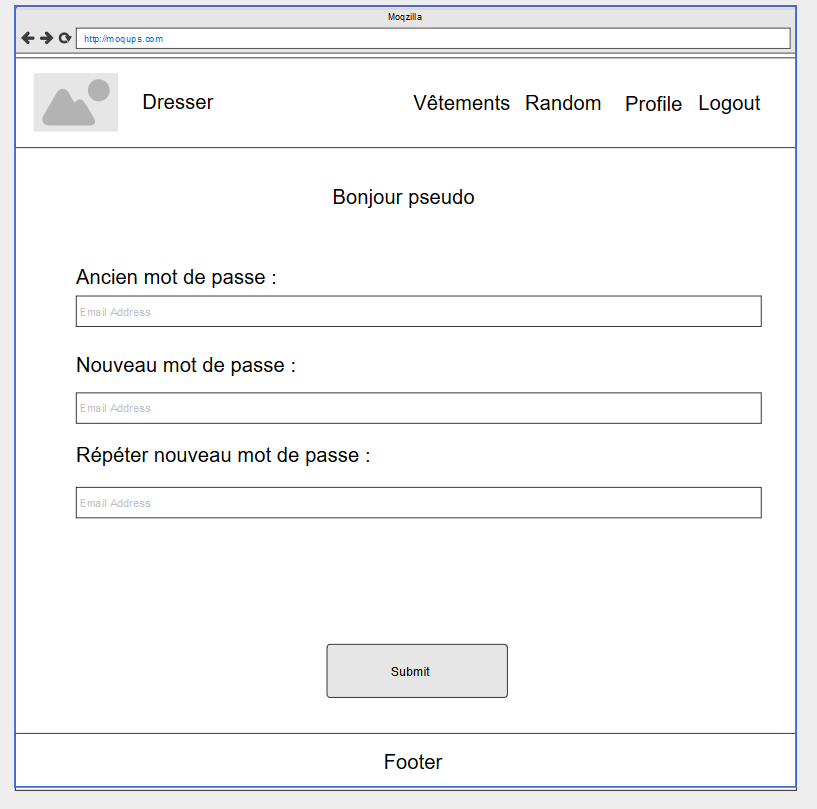 Moqzilla
http://moqups.com
Dresser Vêtements Random Profile Logout
Bonjour pseudo
Ancien mot de passe :
Email Address
Nouveau mot de passe :
Email Address
Répéter nouveau mot de passe :
Email Address
Submit
Footer